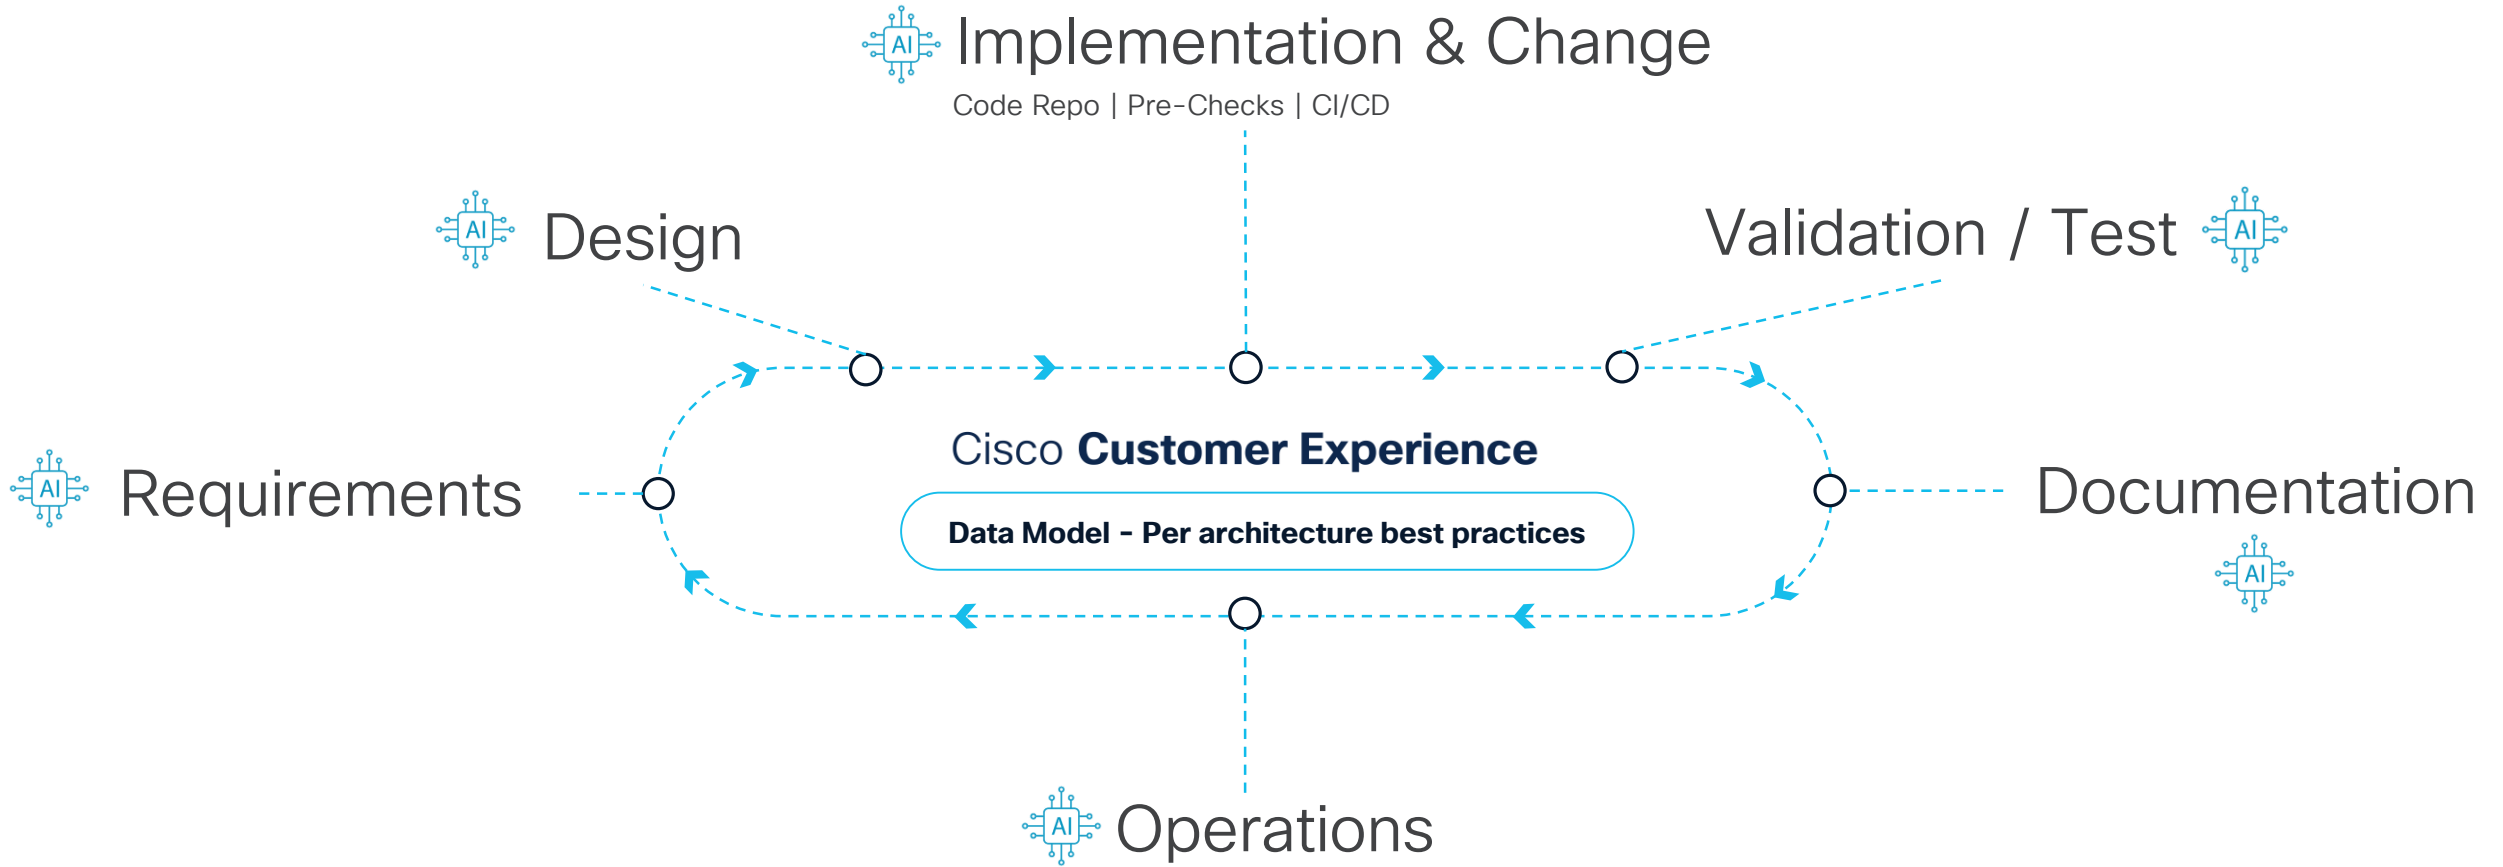 AI Implementation & Change
Code Repo | Pre-Checks | CI/CD
AI Design
Validation / Test AI
Cisco Customer Experience
AI Requirements
Data Model - Per architecture best practices
Documentation
AI
AI Operations